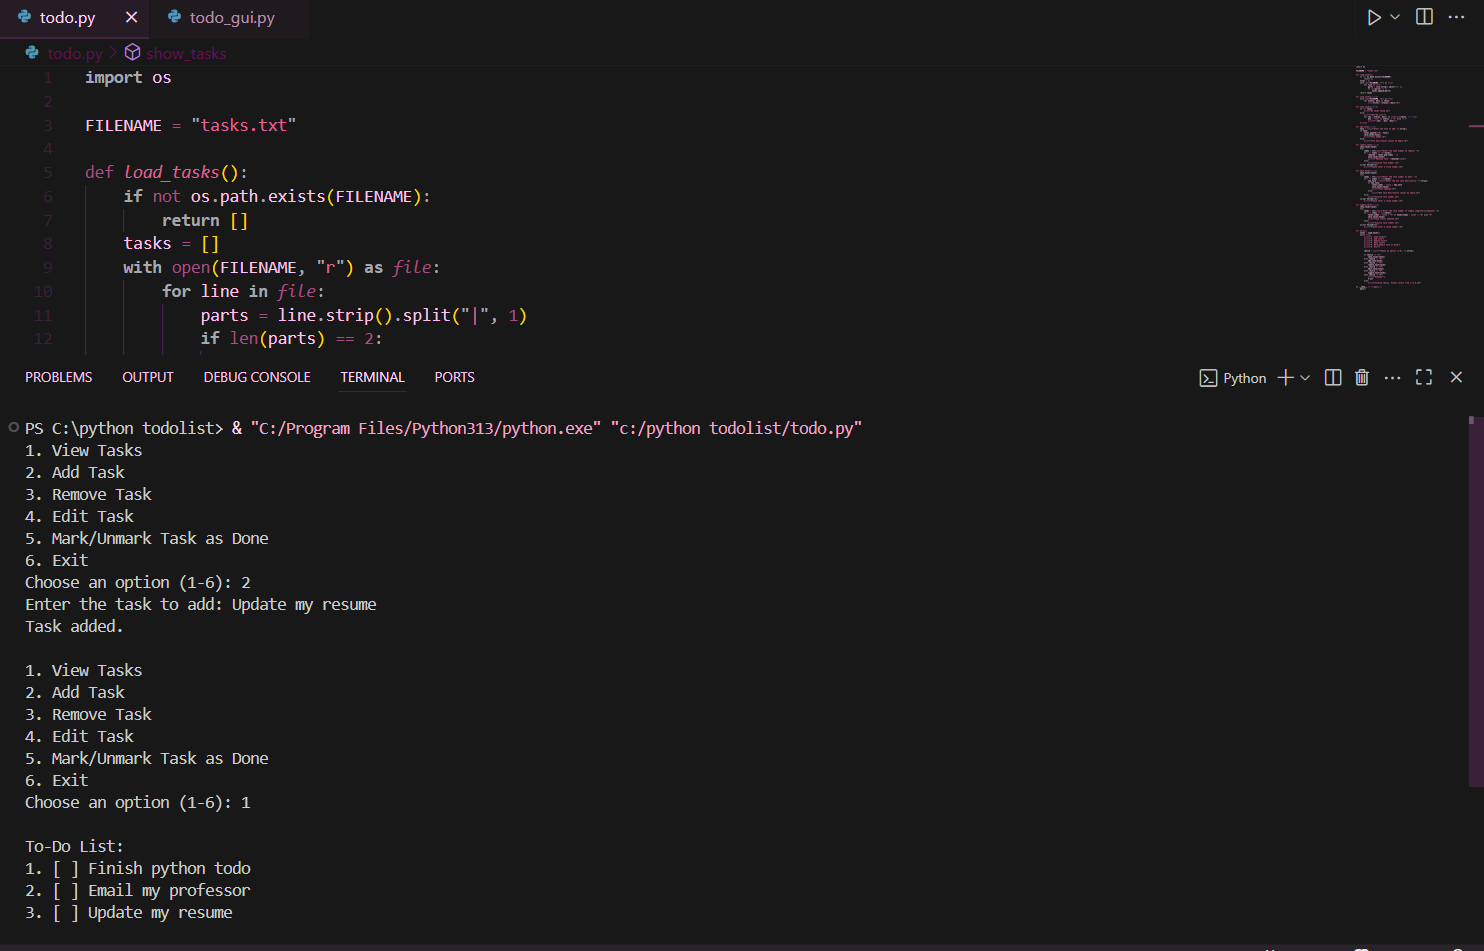 todo.py
todo_gui.py
todo.py > show_tasks
1 import os
2
3 FILENAME = "tasks.txt"
4
5 def load_tasks():
6 if not os.path.exists(FILENAME):
7 return []
8 tasks = []
9 with open(FILENAME, "r") as file:
10 for line in file:
11 parts = line.strip().split("|", 1)
12 if len(parts) == 2:
PROBLEMS OUTPUT DEBUG CONSOLE TERMINAL PORTS
Python
PS C:\python todolist> & "C:/Program Files/Python313/python.exe" "c:/python todolist/todo.py"
1. View Tasks
2. Add Task
3. Remove Task
4. Edit Task
5. Mark/Unmark Task as Done
6. Exit
Choose an option (1-6): 2
Enter the task to add: Update my resume
Task added.
1. View Tasks
2. Add Task
3. Remove Task
4. Edit Task
5. Mark/Unmark Task as Done
6. Exit
Choose an option (1-6): 1
To-Do List:
1. [ ] Finish python todo
2. [ ] Email my professor
3. [ ] Update my resume